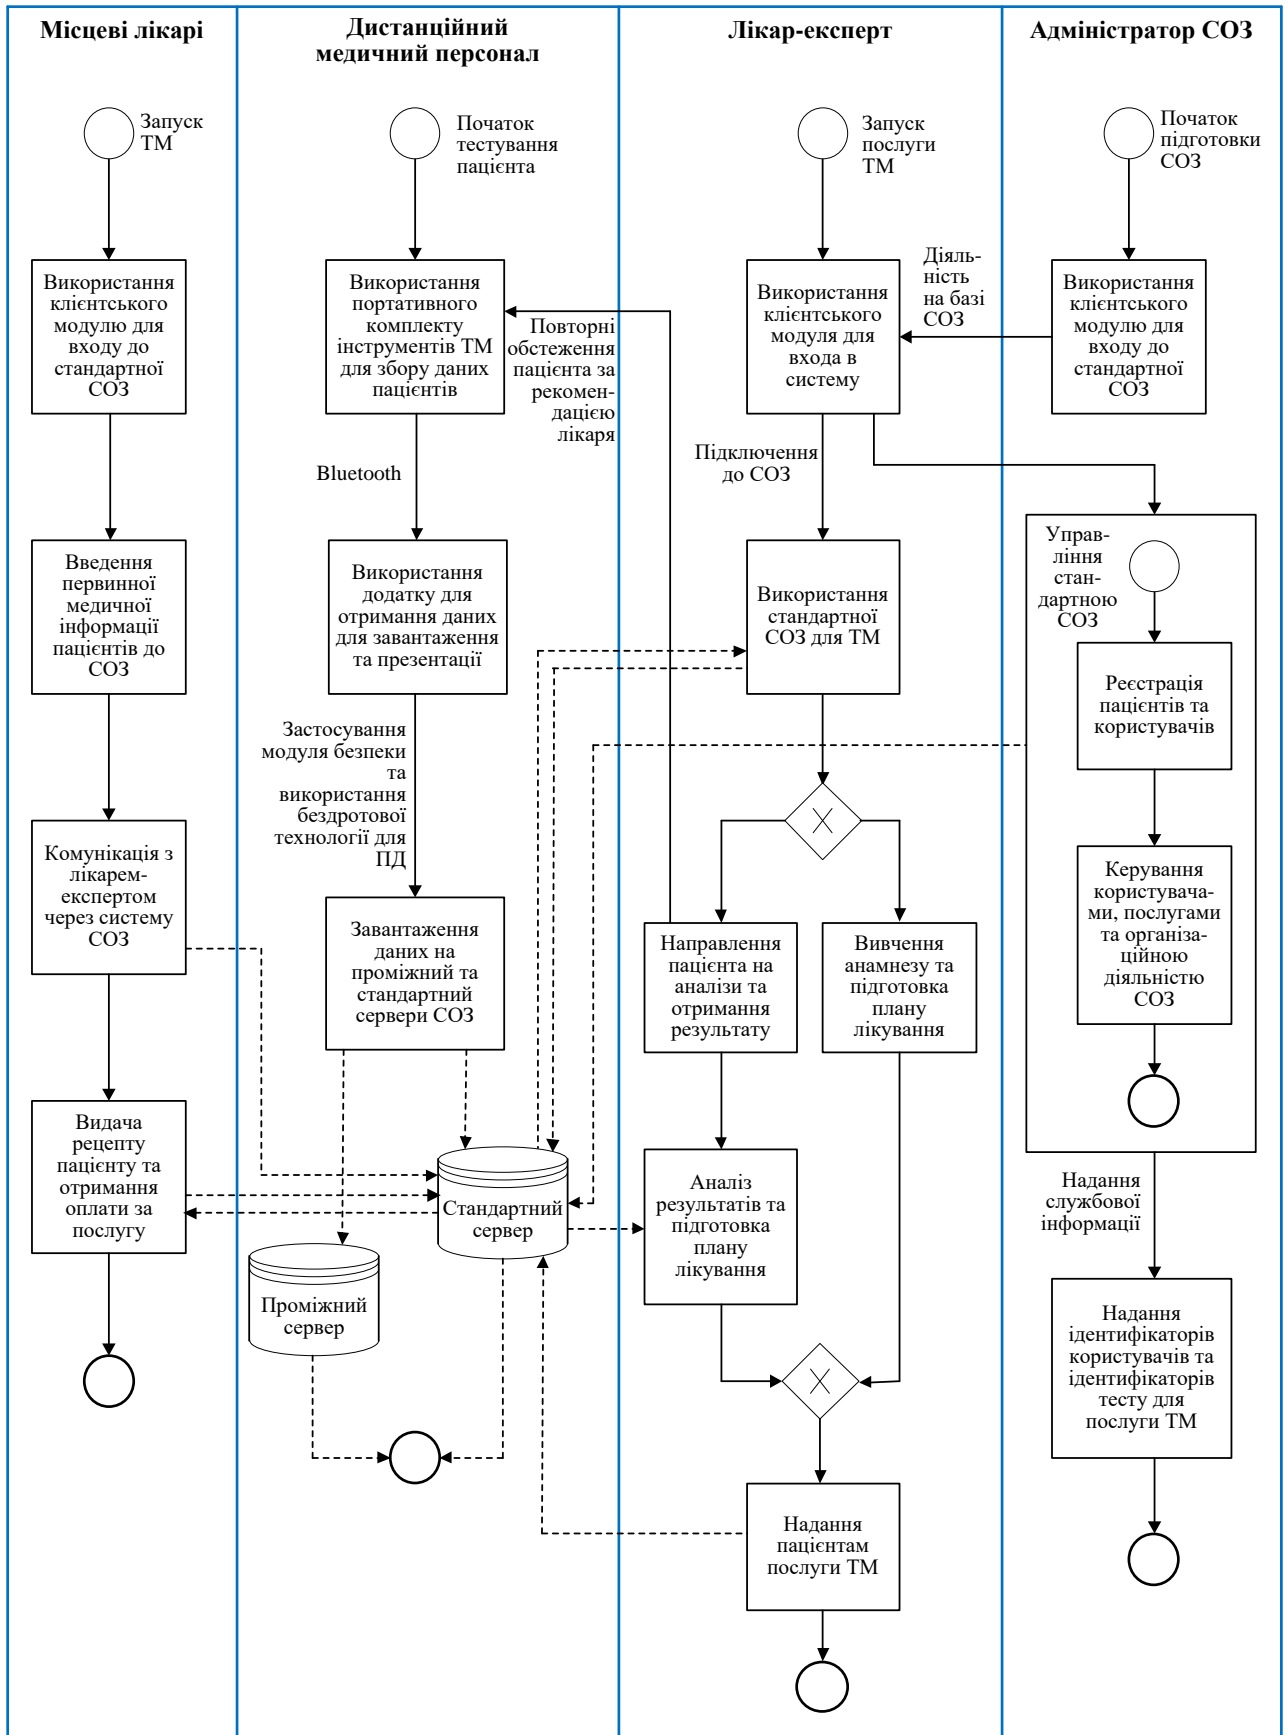 Місцеві лікарі
Дистанційний
медичний персонал
Лікар-експерт
Адміністратор СОЗ
Запуск
ТМ
Початок
тестування
пацієнта
Запуск
послуги
ТМ
Початок
підготовки
СОЗ
Використання
клієнтського
модулю для
входу до
стандартної
СОЗ
Використання
портативного
комплекту
інструментів ТМ
для збору даних
пацієнтів
Повторні
обстеження
пацієнта за
рекомен-
дацією
лікаря
Використання
клієнтського
модуля для
входа в
систему
Діяль-
ність
на базі
СОЗ
Використання
клієнтського
модулю для
входу до
стандартної
СОЗ
Bluetooth
Підключення
до СОЗ
Введення
первинної
медичної
інформації
пацієнтів до
СОЗ
Використання
додатку для
отримання даних
для завантаження
та презентації
Використання
стандартної
СОЗ для ТМ
Управ-
ління
стан-
дартною
СОЗ
Реєстрація
пацієнтів та
користувачів
Застосування
модуля безпеки
та
використання
бездротової
технології для
ПД
Комунікація з
лікарем-
експертом
через систему
СОЗ
Завантаження
даних на
проміжний та
стандартний
сервери СОЗ
Направлення
пацієнта на
аналізи та
отримання
результату
Вивчення
анамнезу та
підготовка
плану
лікування
Керування
користувача-
ми, послугами
та організа-
ційною
діяльністю
СОЗ
Видача
рецепту
пацієнту та
отримання
оплати за
послугу
Стандартний
сервер
Аналіз
результатів та
підготовка
плану
лікування
Надання
службової
інформації
Проміжний
сервер
Надання
ідентифікаторів
користувачів та
ідентифікаторів
тесту для
послуги ТМ
Надання
пацієнтам
послуги ТМ